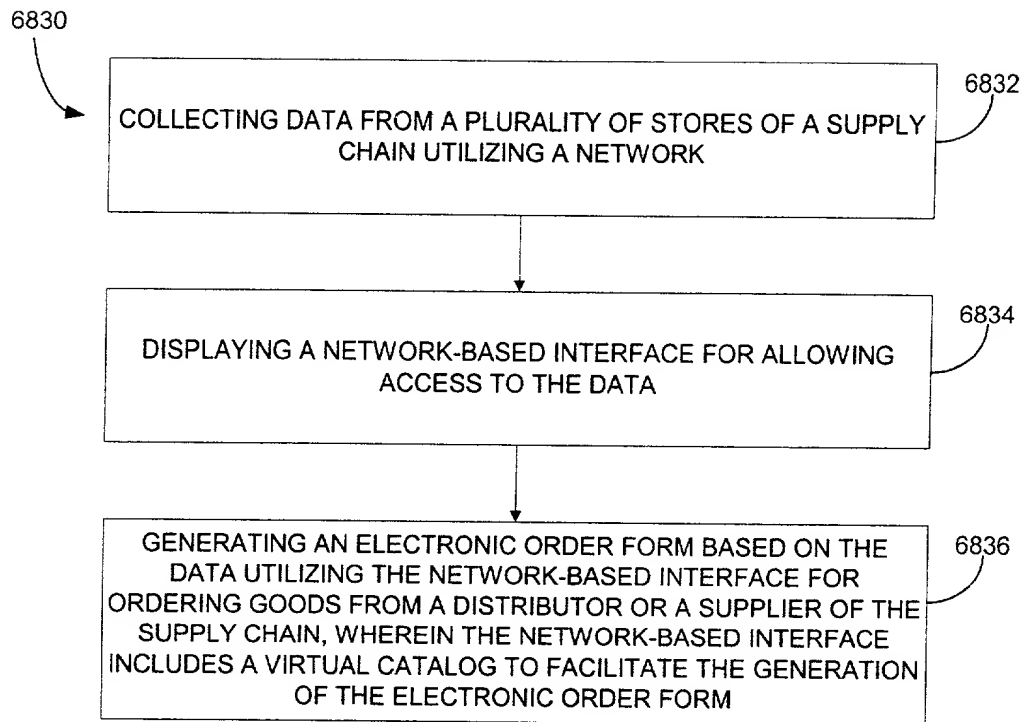 6830
6832
COLLECTING DATA FROM A PLURALITY OF STORES OF A SUPPLY
CHAIN UTILIZING A NETWORK
6834
DISPLAYING A NETWORK-BASED INTERFACE FOR ALLOWING
ACCESS TO THE DATA
6836
GENERATING AN ELECTRONIC ORDER FORM BASED ON THE
DATA UTILIZING THE NETWORK-BASED INTERFACE FOR
ORDERING GOODS FROM A DISTRIBUTOR OR A SUPPLIER OF THE
SUPPLY CHAIN, WHEREIN THE NETWORK-BASED INTERFACE
INCLUDES A VIRTUAL CATALOG TO FACILITATE THE GENERATION
OF THE ELECTRONIC ORDER FORM